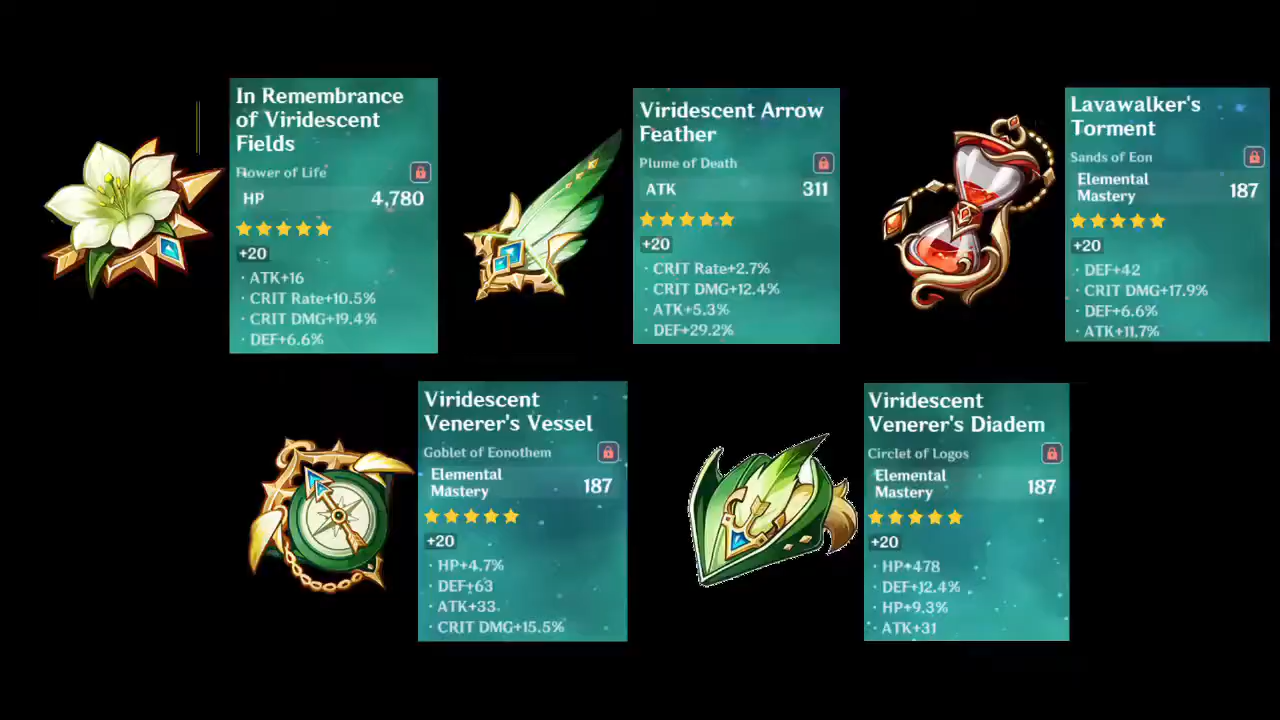 In Remembrance
of Viridescent
Fields
Flower of Life
HP 4,780
+20
· ATK+16
· CRIT Rate+10.5%
· CRIT DMG+19.4%
· DEF+6.6%
Viridescent Arrow
Feather
Plume of Death
ATK 311
+20
· CRIT Rate+2.7%
· CRIT DMG+12.4%
· ATK+5.3%
· DEF+29.2%
Lavawalker's
Torment
Sands of Eon
Elemental
Mastery 187
+20
· DEF+42
· CRIT DMG+17.9%
· DEF+6.6%
· ATK+11.7%
Viridescent
Venerer's Vessel
Goblet of Eonothem
Elemental
Mastery 187
+20
· HP+4.7%
· DEF+63
· ATK+33
· CRIT DMG+15.5%
Viridescent
Venerer's Diadem
Circlet of Logos
Elemental
Mastery 187
+20
· HP+478
· DEF+12.4%
· HP+9.3%
· ATK+31